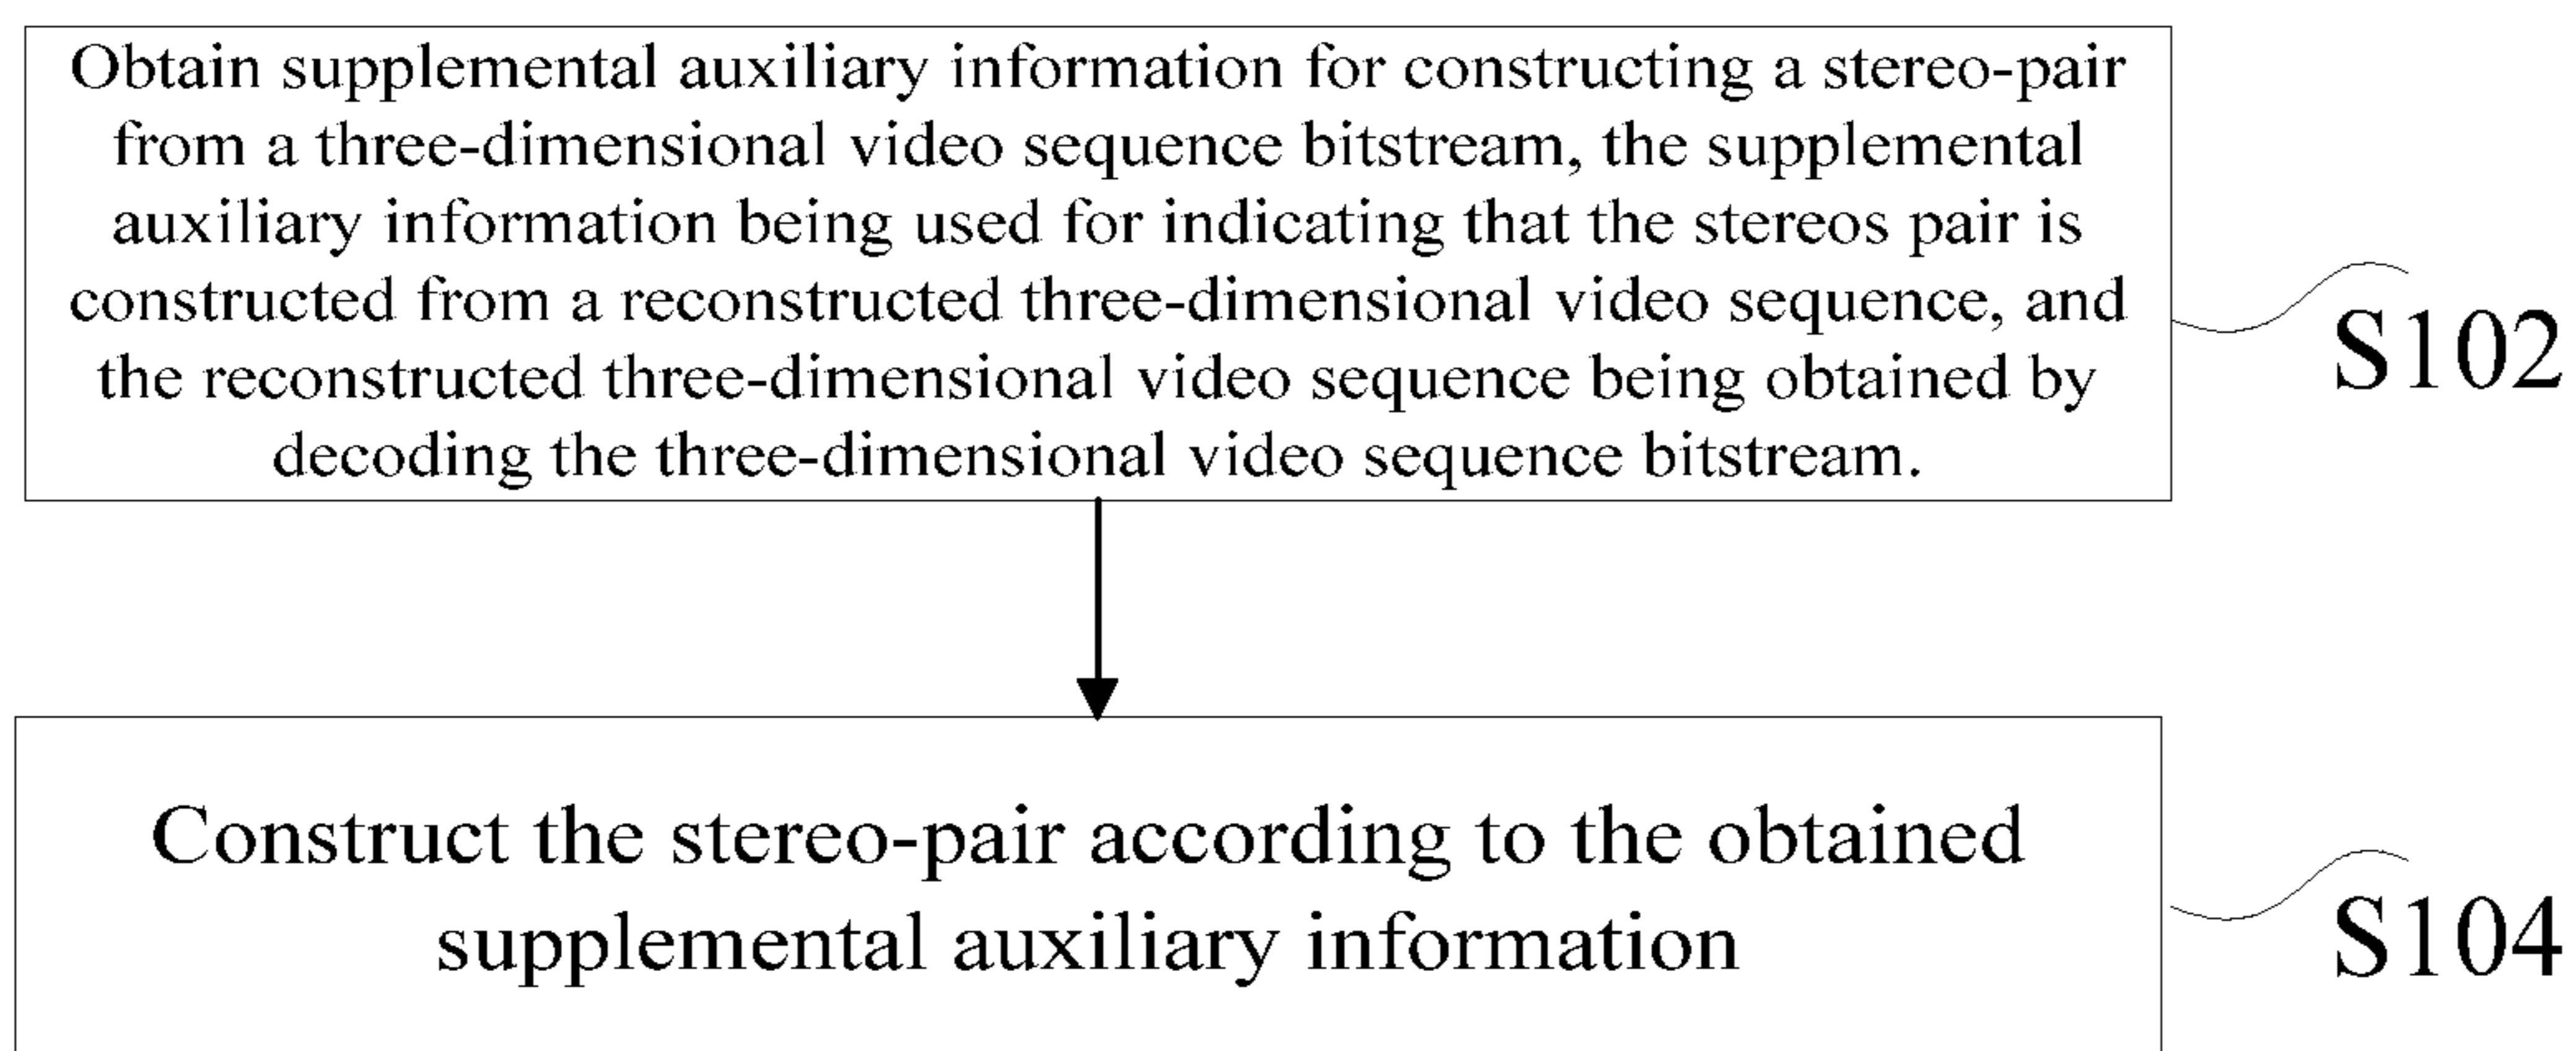 Obtain supplemental auxiliary information for constructing a stereo-pair
from a three-dimensional video sequence bitstream, the supplemental
auxiliary information being used for indicating that the stereos pair is
constructed from a reconstructed three-dimensional video sequence, and
the reconstructed three-dimensional video sequence being obtained by
decoding the three-dimensional video sequence bitstream.
S102
Construct the stereo-pair according to the obtained
supplemental auxiliary information
S104